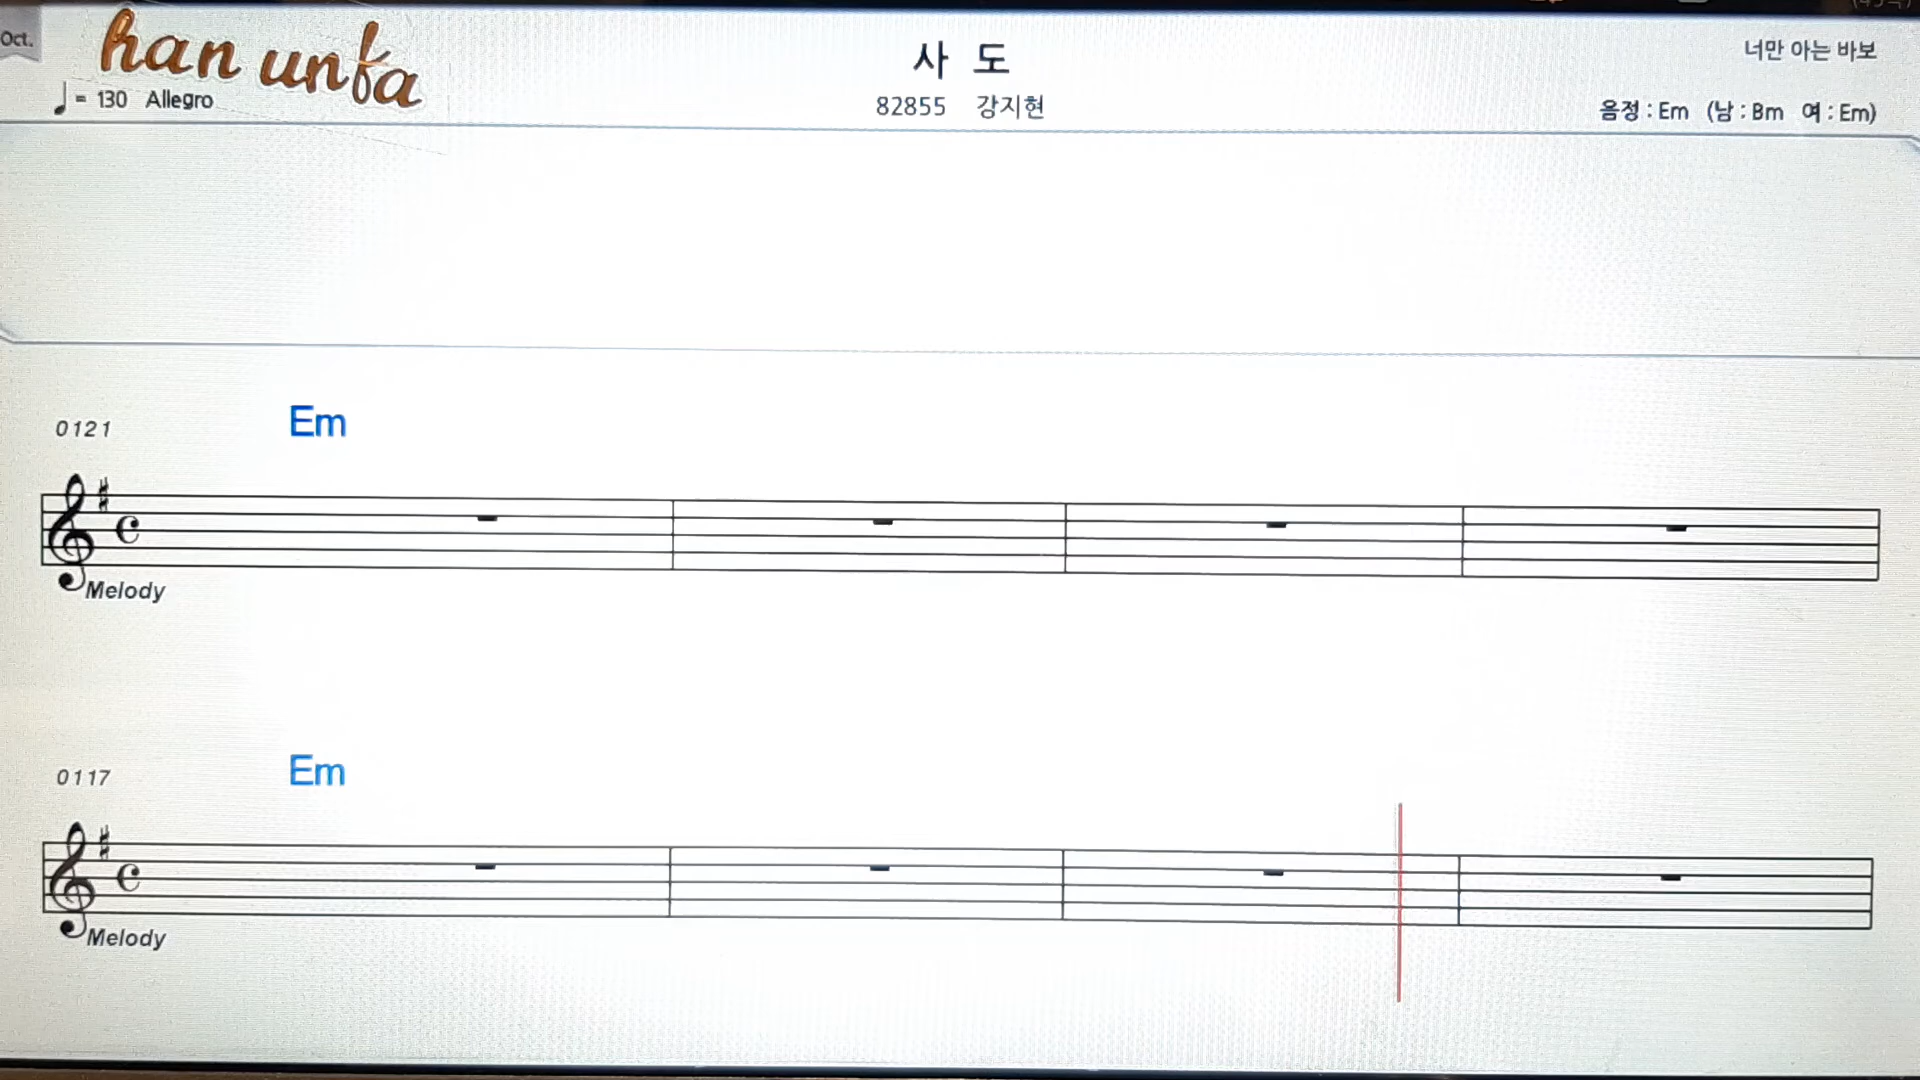 Oct.
han unfa
♩ = 130 Allegro
사 도
82855 강지현
너만 아는 바보
음정 : Em (남 : Bm 여 : Em)
0121
Em
Melody
0117
Em
Melody